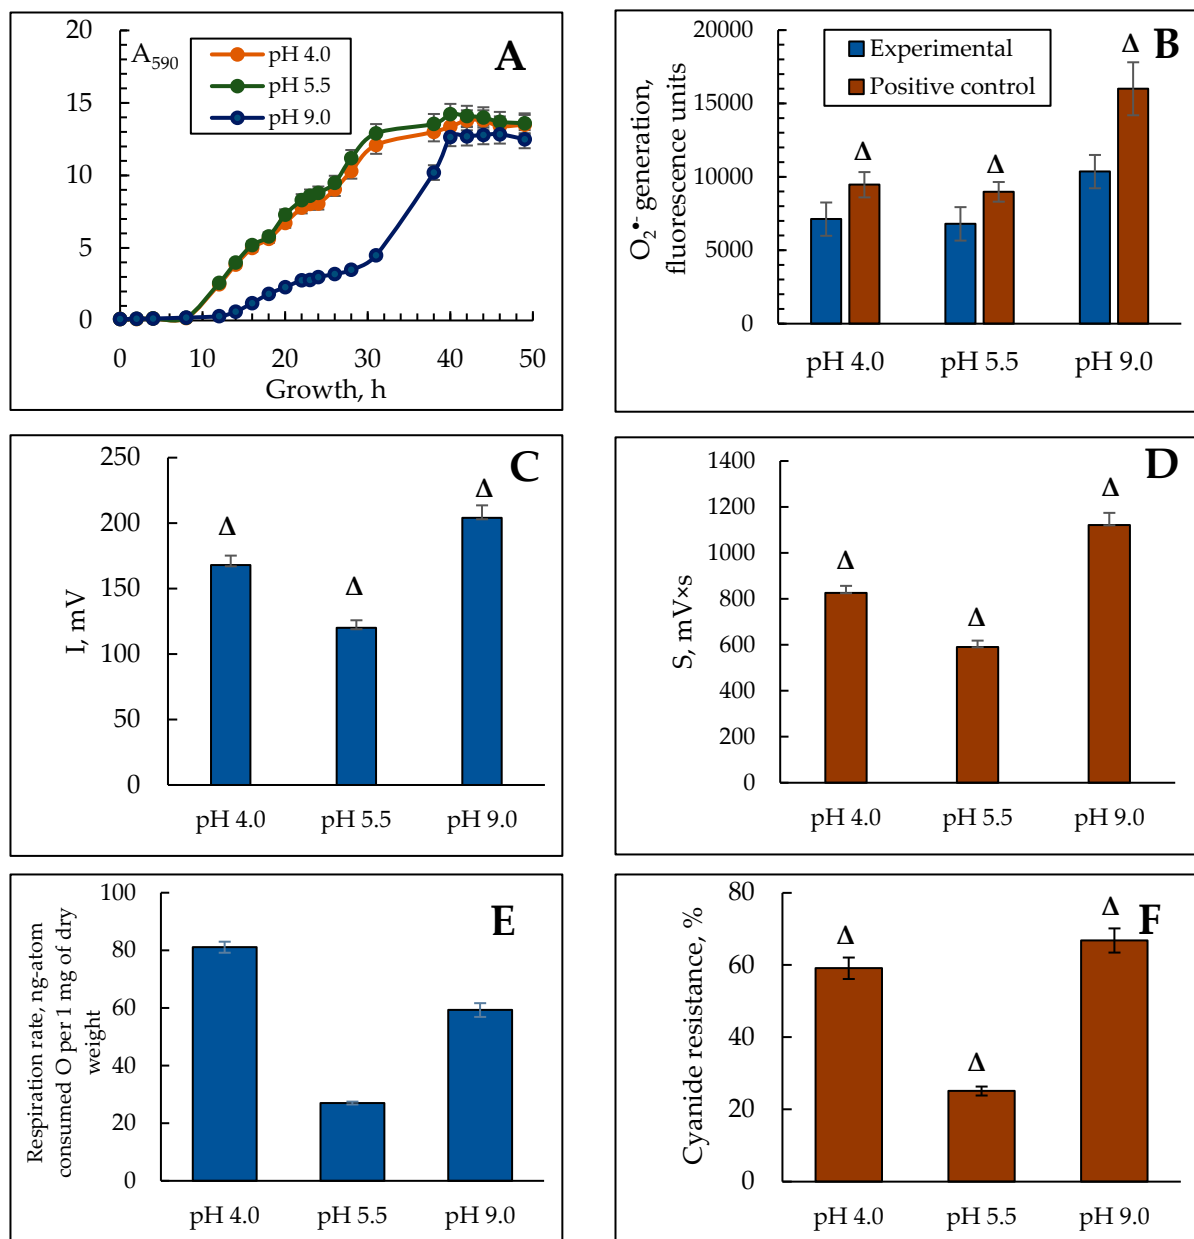 A
A590
pH 4.0
pH 5.5
pH 9.0
20
15
10
5
0
0 10 20 30 40 50
Growth, h
B
Experimental
Positive control
O2•- generation,
fluorescence units
20000
15000
10000
5000
0
Δ Δ Δ
pH 4.0 pH 5.5 pH 9.0
C
I, mV
250
200
150
100
50
0
Δ Δ Δ
pH 4.0 pH 5.5 pH 9.0
D
S, mV×s
1400
1200
1000
800
600
400
200
0
Δ Δ Δ
pH 4.0 pH 5.5 pH 9.0
E
Respiration rate, ng-atom
consumed O per 1 mg of dry
weight
100
80
60
40
20
0
pH 4.0 pH 5.5 pH 9.0
F
Cyanide resistance, %
80
60
40
20
0
Δ Δ Δ
pH 4.0 pH 5.5 pH 9.0